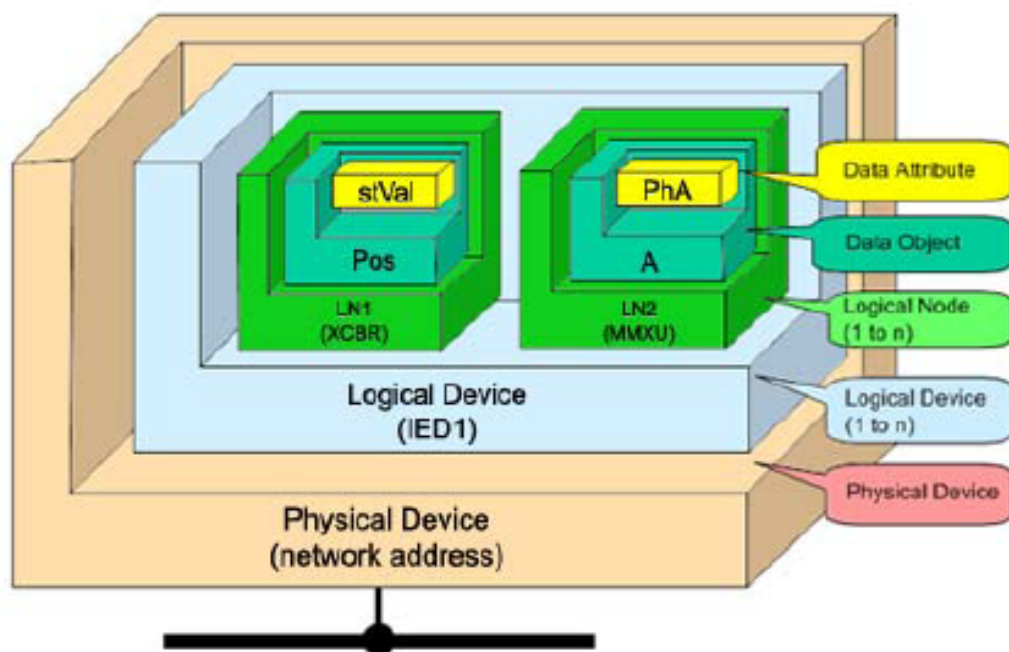 stVal
Pos
LN1
(XCBR)
PhA
A
LN2
(MMXU)
Logical Device
(IED1)
Physical Device
(network address)
Data Attribute
Data Object
Logical Node
(1 to n)
Logical Device
(1 to n)
Physical Device